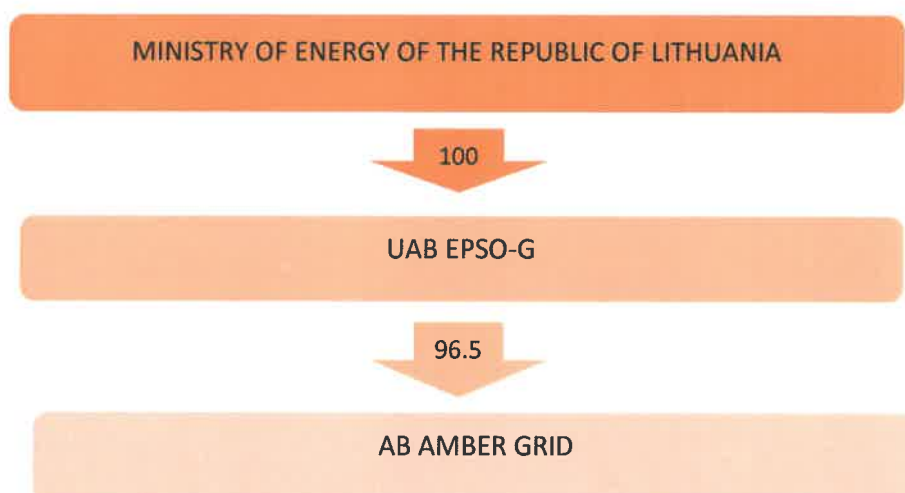 MINISTRY OF ENERGY OF THE REPUBLIC OF LITHUANIA
100
UAB EPSO-G
96.5
AB AMBER GRID